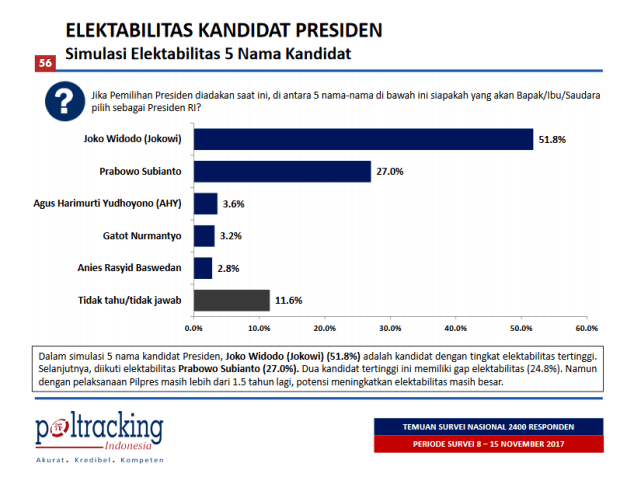 ELEKTABILITAS KANDIDAT PRESIDEN
Simulasi Elektabilitas 5 Nama Kandidat
56
?
Jika Pemilihan Presiden diadakan saat ini, di antara 5 nama-nama di bawah ini siapakah yang akan Bapak/Ibu/Saudara
pilih sebagai Presiden RI?
Joko Widodo (Jokowi) 51.8%
Prabowo Subianto 27.0%
Agus Harimurti Yudhoyono (AHY) 3.6%
Gatot Nurmantyo 3.2%
Anies Rasyid Baswedan 2.8%
Tidak tahu/tidak jawab 11.6%
0.0% 10.0% 20.0% 30.0% 40.0% 50.0% 60.0%
Dalam simulasi 5 nama kandidat Presiden, Joko Widodo (Jokowi) (51.8%) adalah kandidat dengan tingkat elektabilitas tertinggi.
Selanjutnya, diikuti elektabilitas Prabowo Subianto (27.0%). Dua kandidat tertinggi ini memiliki gap elektabilitas (24.8%). Namun
dengan pelaksanaan Pilpres masih lebih dari 1.5 tahun lagi, potensi meningkatkan elektabilitas masih besar.
poltracking
Indonesia
Akurat. Kredibel. Kompeten
TEMUAN SURVEI NASIONAL 2400 RESPONDEN
PERIODE SURVEI 8 – 15 NOVEMBER 2017